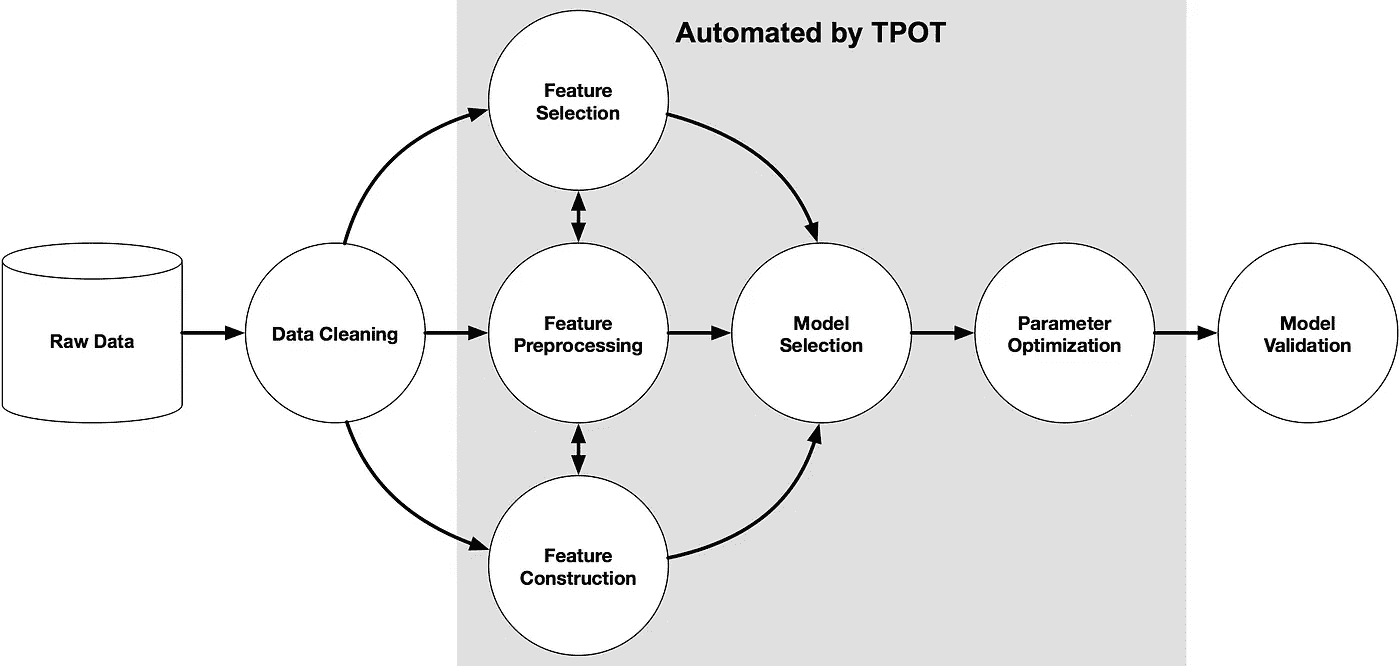 Automated by TPOT
Feature
Selection
Raw Data
Data Cleaning
Feature
Preprocessing
Model
Selection
Parameter
Optimization
Model
Validation
Feature
Construction